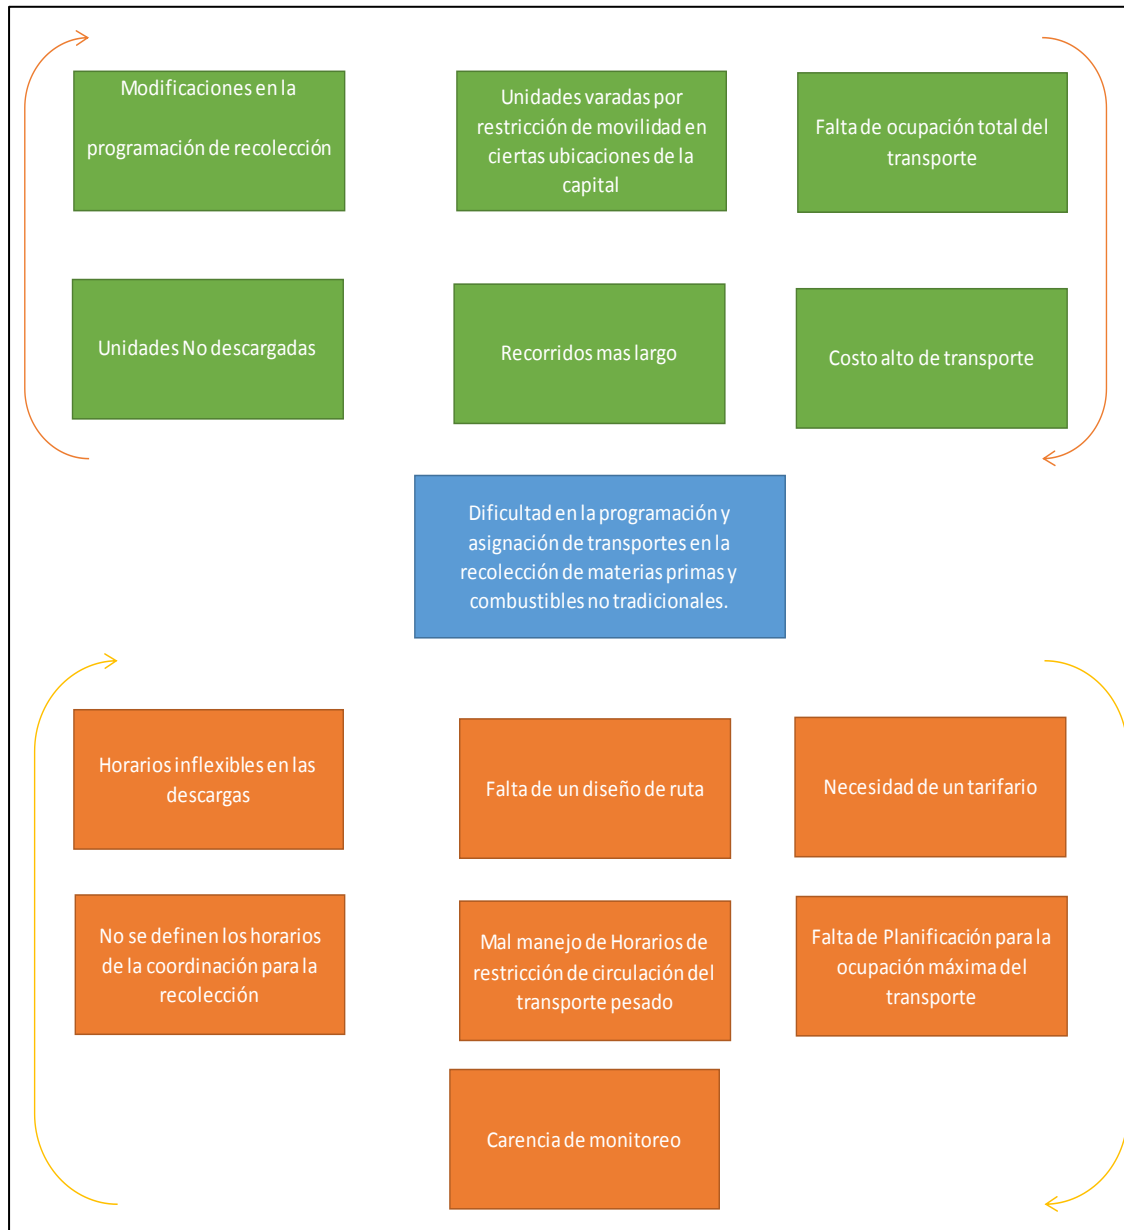 Modificaciones en la
programación de recolección
Unidades varadas por
restricción de movilidad en
ciertas ubicaciones de la
capital
Falta de ocupación total del
transporte
Unidades No descargadas
Recorridos mas largo
Costo alto de transporte
Dificultad en la programación y
asignación de transportes en la
recolección de materias primas y
combustibles no tradicionales.
Horarios inflexibles en las
descargas
Falta de un diseño de ruta
Necesidad de un tarifario
No se definen los horarios
de la coordinación para la
recolección
Mal manejo de Horarios de
restricción de circulación del
transporte pesado
Falta de Planificación para la
ocupación máxima del
transporte
Carencia de monitoreo